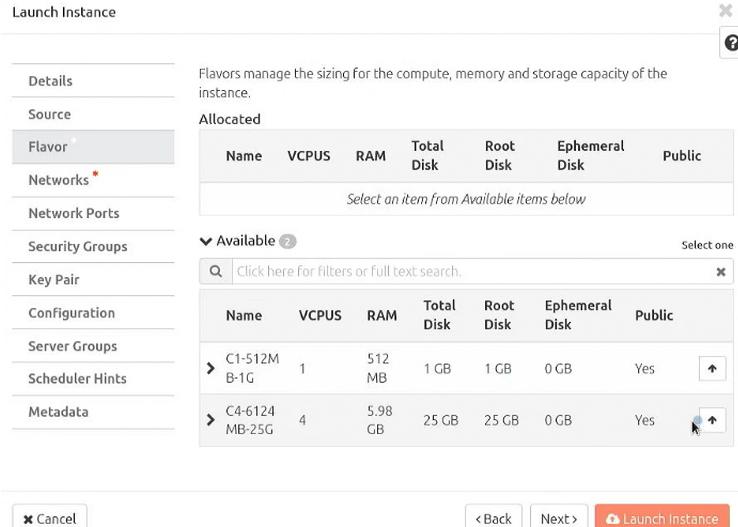 Launch Instance
Details
Source
Flavor *
Networks *
Network Ports
Security Groups
Key Pair
Configuration
Server Groups
Scheduler Hints
Metadata
Flavors manage the sizing for the compute, memory and storage capacity of the
instance.
Allocated
Name VCPUS RAM Total Disk Root Disk Ephemeral Disk Public
Select an item from Available items below
Available 2
Select one
Click here for filters or full text search.
Name VCPUS RAM Total Disk Root Disk Ephemeral Disk Public
C1-512M
B-1G 1 512 MB 1 GB 1 GB 0 GB Yes
C4-6124
MB-25G 4 5.98 GB 25 GB 25 GB 0 GB Yes
Cancel
< Back Next > Launch Instance